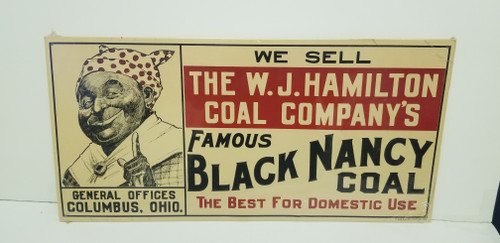 WE SELL
THE W.J. HAMILTON
COAL COMPANY'S
FAMOUS
BLACK NANCY
COAL
THE BEST FOR DOMESTIC USE
GENERAL OFFICES
COLUMBUS, OHIO.